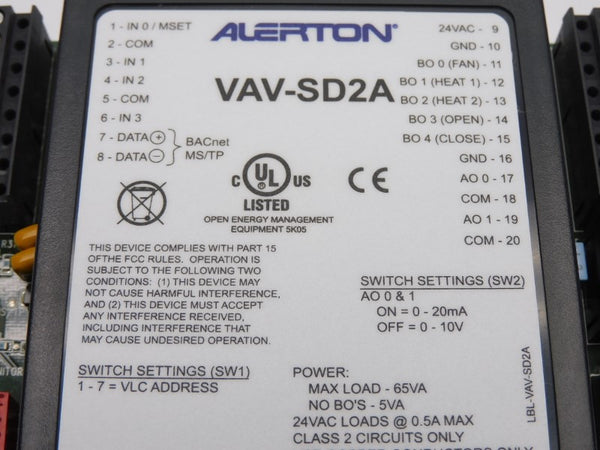 1 - IN 0 / MSET
2 - COM
3 - IN 1
4 - IN 2
5 - COM
6 - IN 3
7 - DATA +
8 - DATA -
BACnet
MS/TP
ALERTON®
VAV-SD2A
24VAC - 9
GND - 10
BO 0 (FAN) - 11
BO 1 (HEAT 1) - 12
BO 2 (HEAT 2) - 13
BO 3 (OPEN) - 14
BO 4 (CLOSE) - 15
GND - 16
AO 0 - 17
COM - 18
AO 1 - 19
COM - 20
C UL US
LISTED
OPEN ENERGY MANAGEMENT
EQUIPMENT 5K05
CE
THIS DEVICE COMPLIES WITH PART 15
OFTHE FCC RULES. OPERATION IS
SUBJECT TO THE FOLLOWING TWO
CONDITIONS: (1) THIS DEVICE MAY
NOT CAUSE HARMFUL INTERFERENCE,
AND (2) THIS DEVICE MUST ACCEPT
ANY INTERFERENCE RECEIVED,
INCLUDING INTERFERENCE THAT
MAY CAUSE UNDESIRED OPERATION.
SWITCH SETTINGS (SW2)
AO 0 & 1
ON = 0 - 20mA
OFF = 0 - 10V
SWITCH SETTINGS (SW1)
1 - 7 = VLC ADDRESS
POWER:
MAX LOAD - 65VA
NO BO'S - 5VA
24VAC LOADS @ 0.5A MAX
CLASS 2 CIRCUITS ONLY
LBL-VAV-SD2A